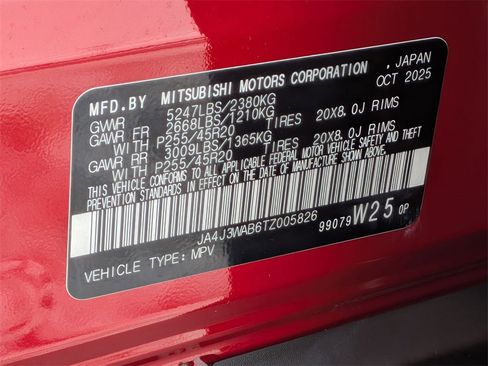 MFD.BY MITSUBISHI MOTORS CORPORATION , JAPAN
OCT 2025
GVWR 5247LBS/2380KG
GAWR FR 2668LBS/1210KG
WITH P255/45R20 TIRES 20X8.0J RIMS
GAWR RR 3009LBS/1365KG
WITH P255/45R20 TIRES 20X8.0J RIMS
THIS VEHICLE CONFORMS TO ALL APPLICABLE FEDERAL MOTOR VEHICLE SAFETY AND THEFT
PREVENTION STANDARDS IN EFFECT ON THE DATE OF MANUFACTURE SHOWN ABOVE.
JA4J3WAB6TZ005826
99079 W25 0P
VEHICLE TYPE: MPV